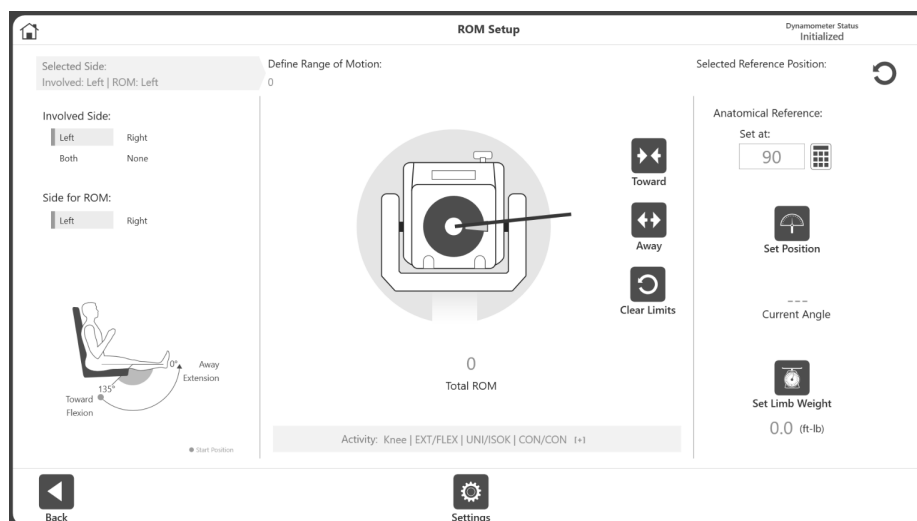 ROM Setup
Dynamometer Status
Initialized
Selected Side:
Involved: Left | ROM: Left
Define Range of Motion:
0
Selected Reference Position:
Involved Side:
Left Right
Both None
Side for ROM:
Left Right
0°
Away
Extension
135°
Toward
Flexion
Start Position
Toward
Away
Clear Limits
0
Total ROM
Activity: Knee | EXT/FLEX | UNI/ISOK | CON/CON [+]
Anatomical Reference:
Set at:
90
Set Position
---
Current Angle
Set Limb Weight
0.0 (ft-lb)
Back
Settings